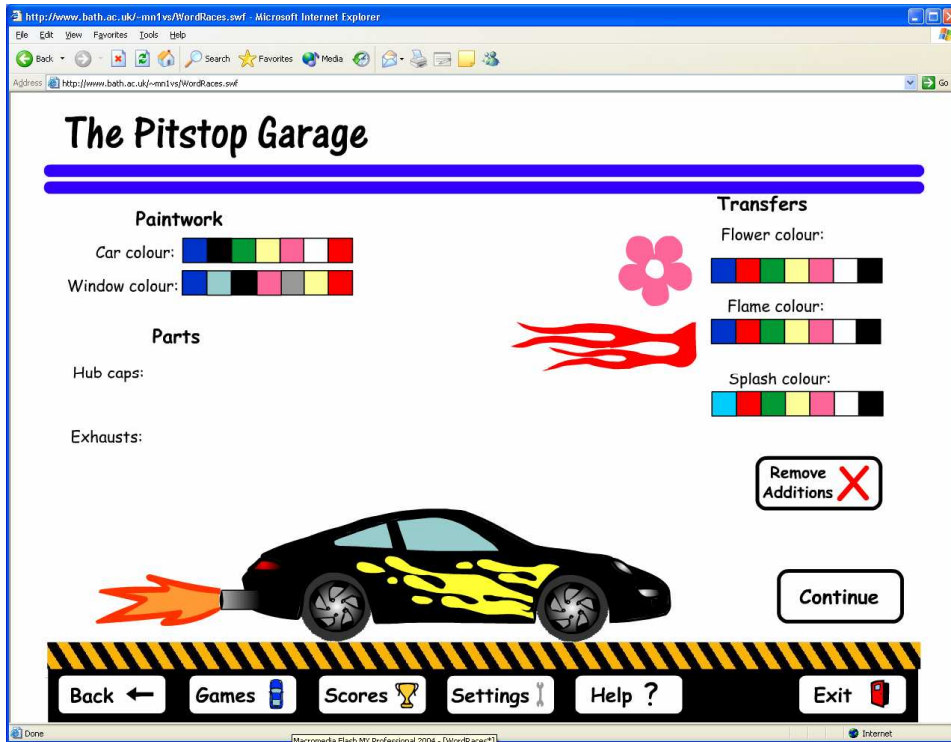 http://www.bath.ac.uk/~mn1vs/WordRaces.swf - Microsoft Internet Explorer
File Edit View Favorites Tools Help
Back Search Favorites Media
Address http://www.bath.ac.uk/~mn1vs/WordRaces.swf Go
The Pitstop Garage
Paintwork
Car colour:
Window colour:
Parts
Hub caps:
Exhausts:
Transfers
Flower colour:
Flame colour:
Splash colour:
Remove
Additions
Continue
Back Games Scores Settings Help ? Exit
Done Internet
Macromedia Flash MX Professional 2004 - [WordRaces*]